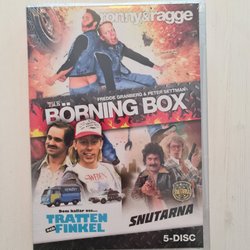 ronny&ragge
FREDDE GRANBERG & PETER SETTMAN
BÖRNING BOX
Dom kallar oss...
TRATTEN
och FINKEL
SNUTARNA
5-DISC